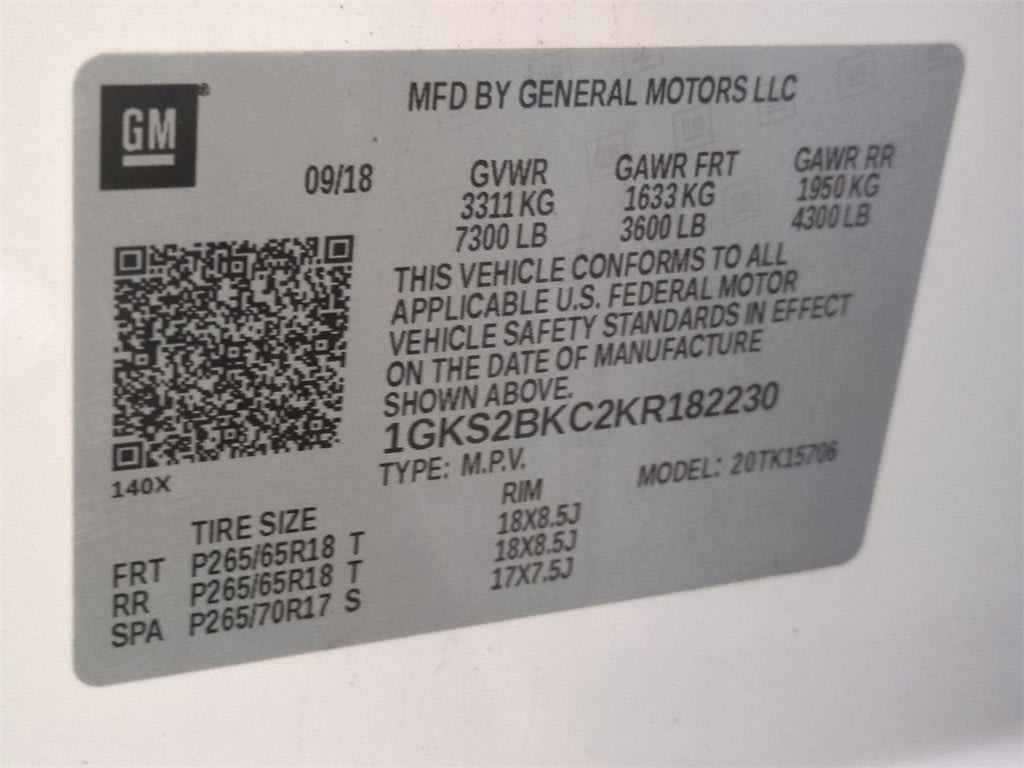 GM
MFD BY GENERAL MOTORS LLC
09/18 GVWR GAWR FRT GAWR RR
3311 KG 1633 KG 1950 KG
7300 LB 3600 LB 4300 LB
THIS VEHICLE CONFORMS TO ALL
APPLICABLE U.S. FEDERAL MOTOR
VEHICLE SAFETY STANDARDS IN EFFECT
ON THE DATE OF MANUFACTURE
SHOWN ABOVE.
1GKS2BKC2KR182230
TYPE: M.P.V. MODEL: 20TK15706
140X
TIRE SIZE RIM
FRT P265/65R18 T 18X8.5J
RR P265/65R18 T 18X8.5J
SPA P265/70R17 S 17X7.5J